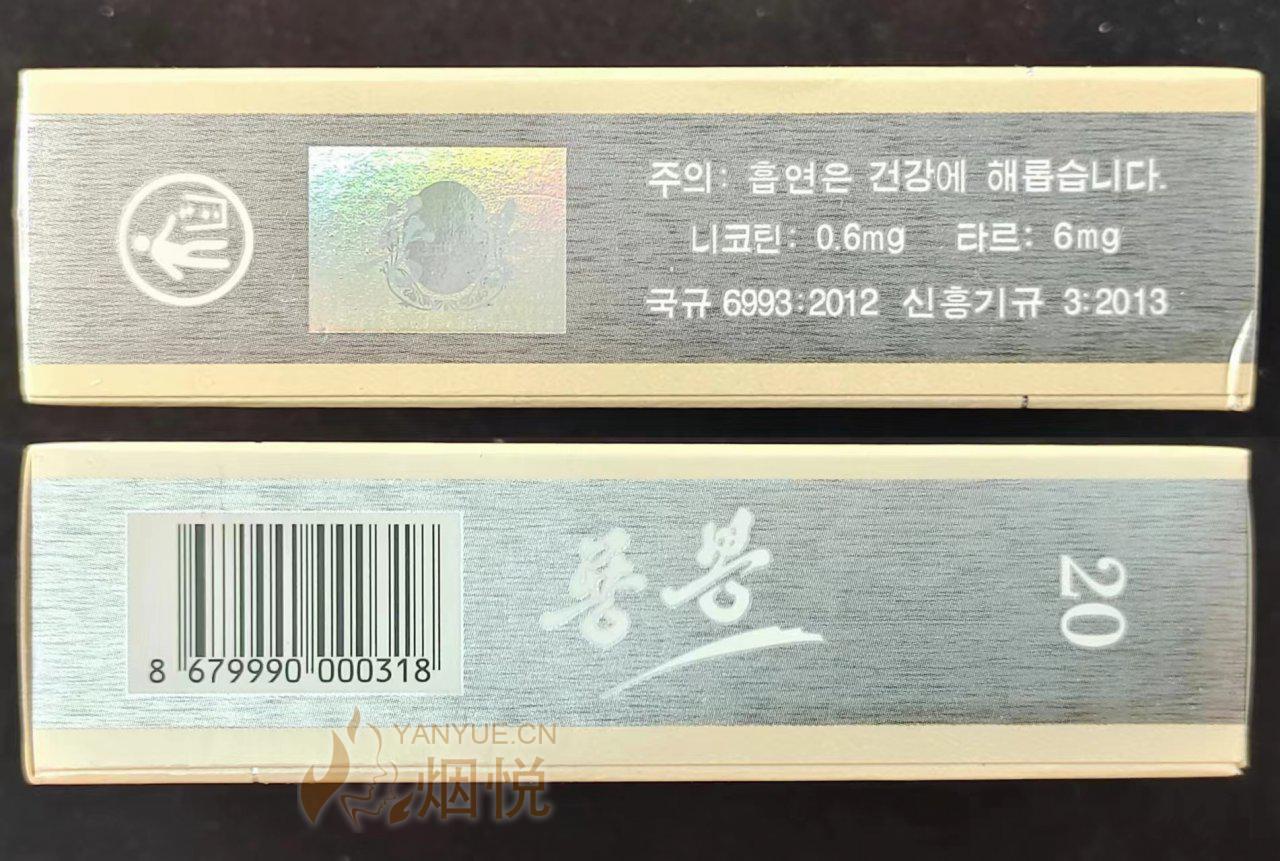 주의: 흡연은 건강에 해롭습니다.
니코틴: 0.6mg 타르: 6mg
국규 6993:2012 신흥기규 3:2013
20
8 679990 000318
YANYUE.CN
烟悦